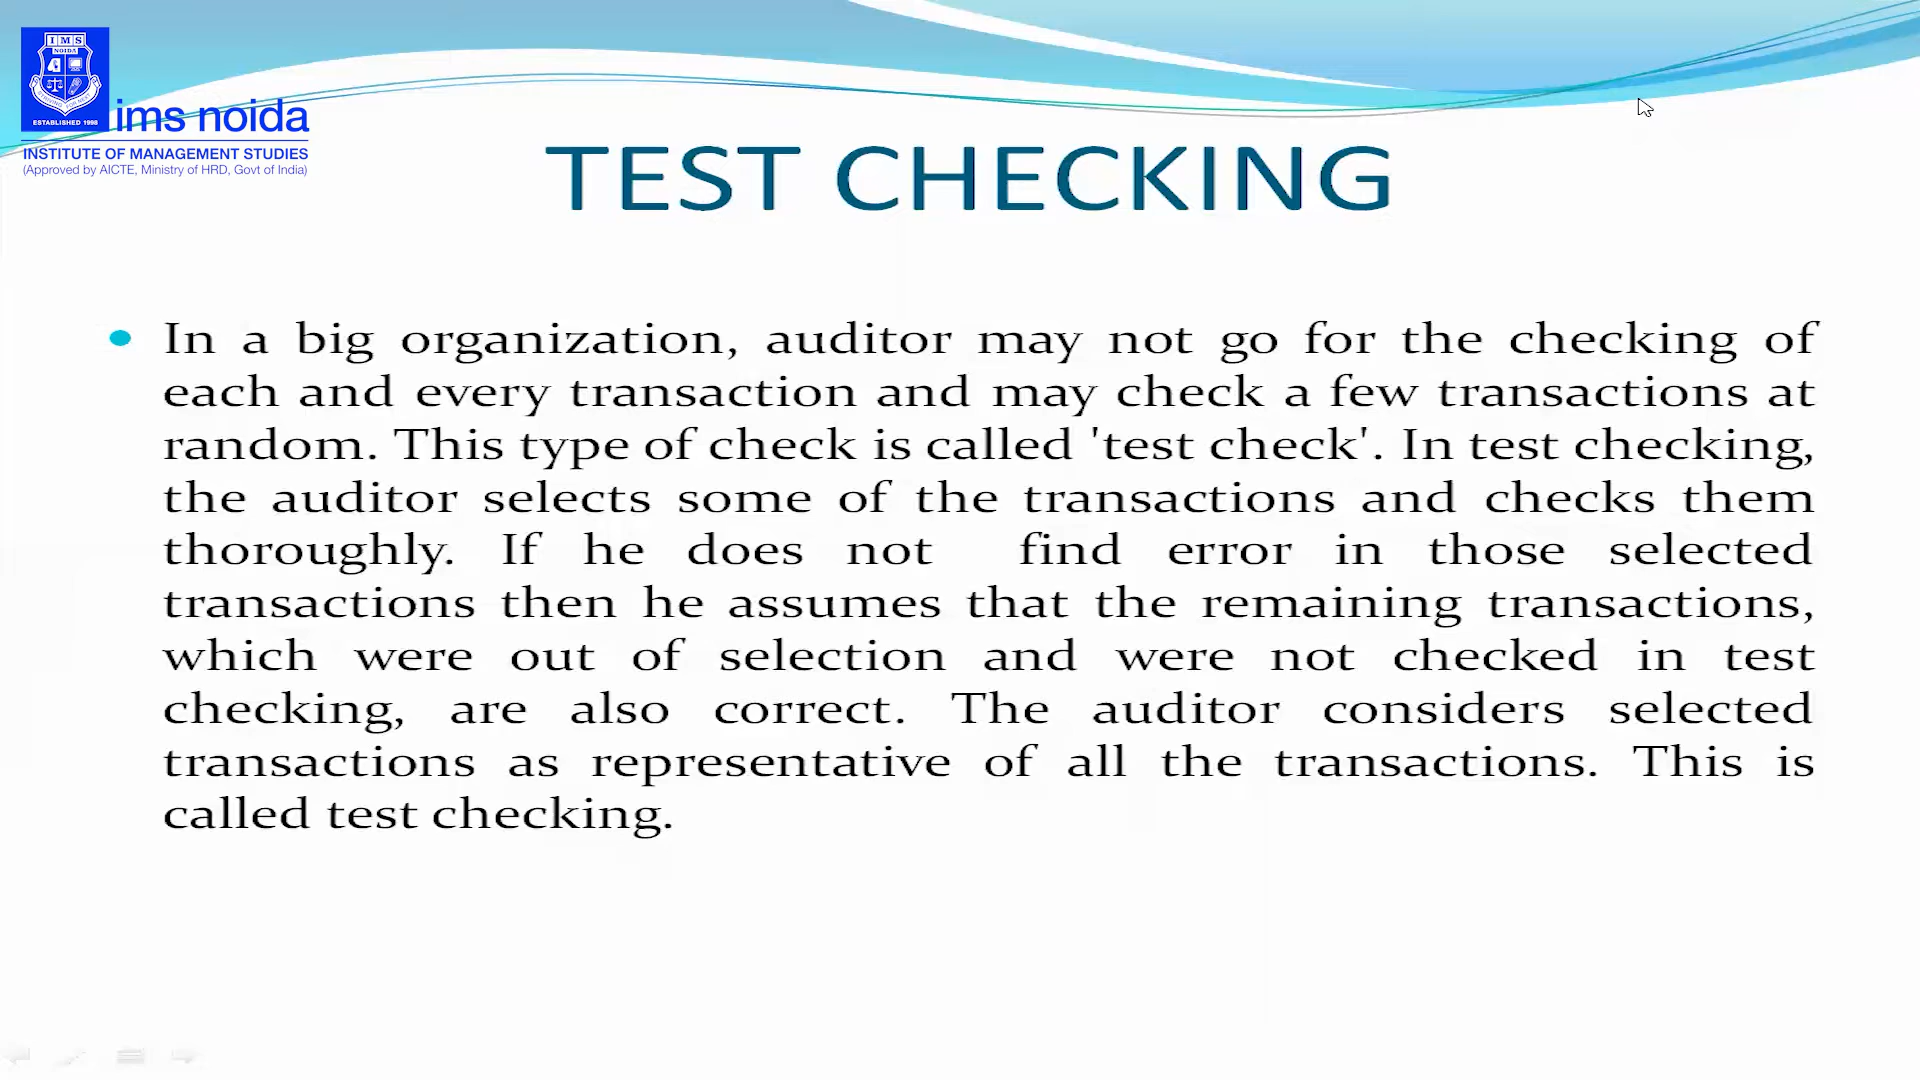 IMS
NOIDA
ESTABLISHED 1998
ims noida
INSTITUTE OF MANAGEMENT STUDIES
(Approved by AICTE, Ministry of HRD, Govt of India)
TEST CHECKING
In a big organization, auditor may not go for the checking of
each and every transaction and may check a few transactions at
random. This type of check is called 'test check'. In test checking,
the auditor selects some of the transactions and checks them
thoroughly. If he does not find error in those selected
transactions then he assumes that the remaining transactions,
which were out of selection and were not checked in test
checking, are also correct. The auditor considers selected
transactions as representative of all the transactions. This is
called test checking.